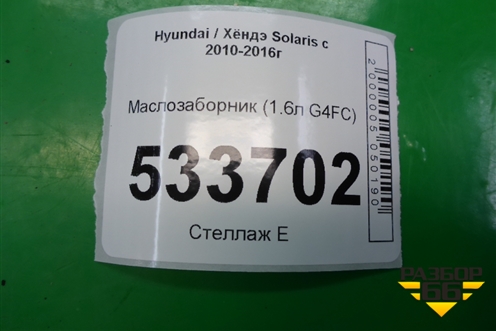 Hyundai / Хёндэ Solaris с
2010-2016г
Маслозаборник (1.6л G4FC)
533702
Стеллаж Е
2000005050190
РАЗБОР
66